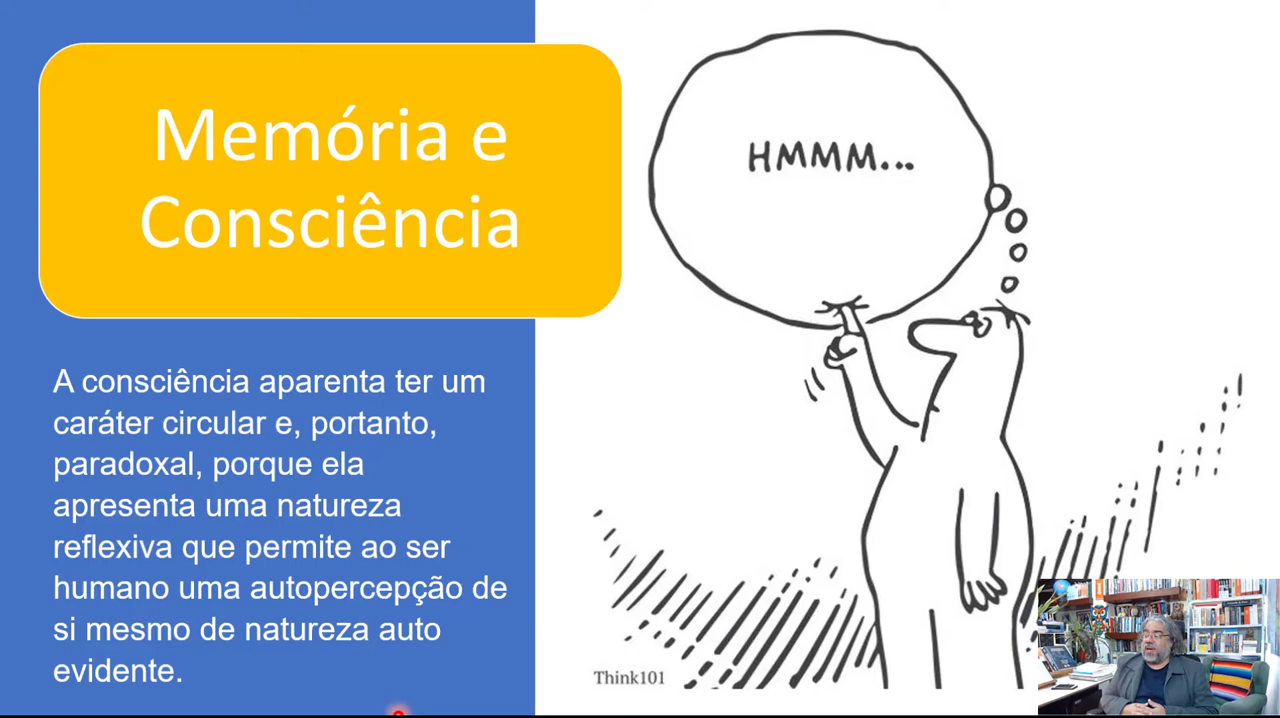 Memória e
Consciência
HMMM...
A consciência aparenta ter um
caráter circular e, portanto,
paradoxal, porque ela
apresenta uma natureza
reflexiva que permite ao ser
humano uma autopercepção de
si mesmo de natureza auto
evidente.
Think101